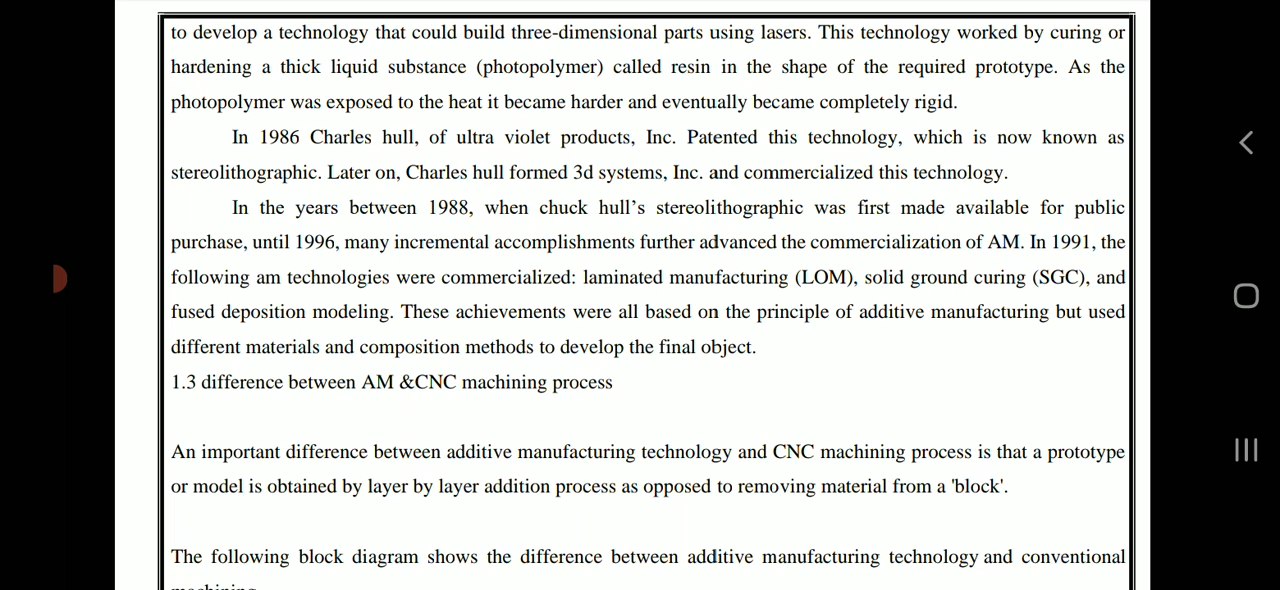 to develop a technology that could build three-dimensional parts using lasers. This technology worked by curing or
hardening a thick liquid substance (photopolymer) called resin in the shape of the required prototype. As the
photopolymer was exposed to the heat it became harder and eventually became completely rigid.
In 1986 Charles hull, of ultra violet products, Inc. Patented this technology, which is now known as
stereolithographic. Later on, Charles hull formed 3d systems, Inc. and commercialized this technology.
In the years between 1988, when chuck hull’s stereolithographic was first made available for public
purchase, until 1996, many incremental accomplishments further advanced the commercialization of AM. In 1991, the
following am technologies were commercialized: laminated manufacturing (LOM), solid ground curing (SGC), and
fused deposition modeling. These achievements were all based on the principle of additive manufacturing but used
different materials and composition methods to develop the final object.
1.3 difference between AM &CNC machining process
An important difference between additive manufacturing technology and CNC machining process is that a prototype
or model is obtained by layer by layer addition process as opposed to removing material from a 'block'.
The following block diagram shows the difference between additive manufacturing technology and conventional